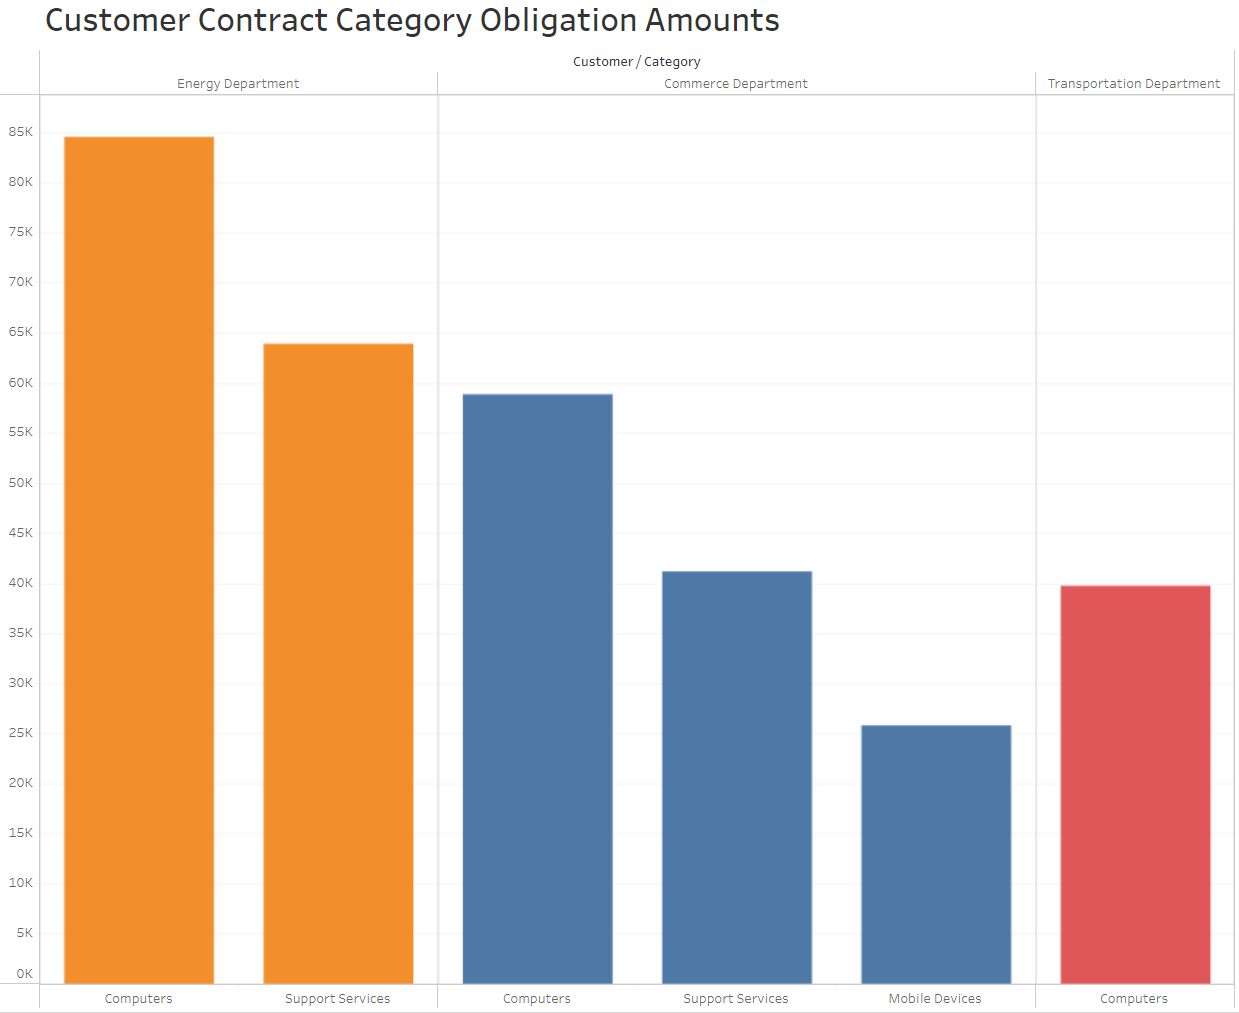 Customer Contract Category Obligation Amounts
Customer / Category
Energy Department
Commerce Department
Transportation Department
85K
80K
75K
70K
65K
60K
55K
50K
45K
40K
35K
30K
25K
20K
15K
10K
5K
0K
Computers
Support Services
Computers
Support Services
Mobile Devices
Computers